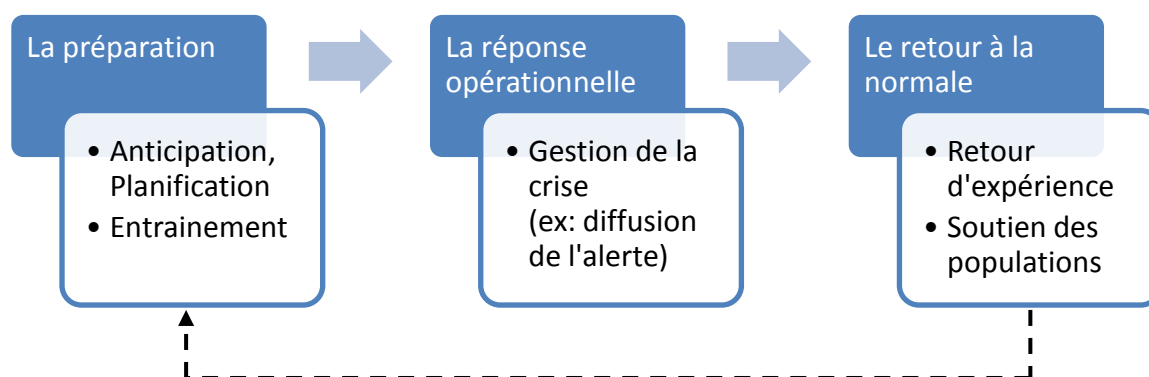 La préparation
• Anticipation,
Planification
• Entrainement
La réponse
opérationnelle
• Gestion de la
crise
(ex: diffusion
de l'alerte)
Le retour à la
normale
• Retour
d'expérience
• Soutien des
populations